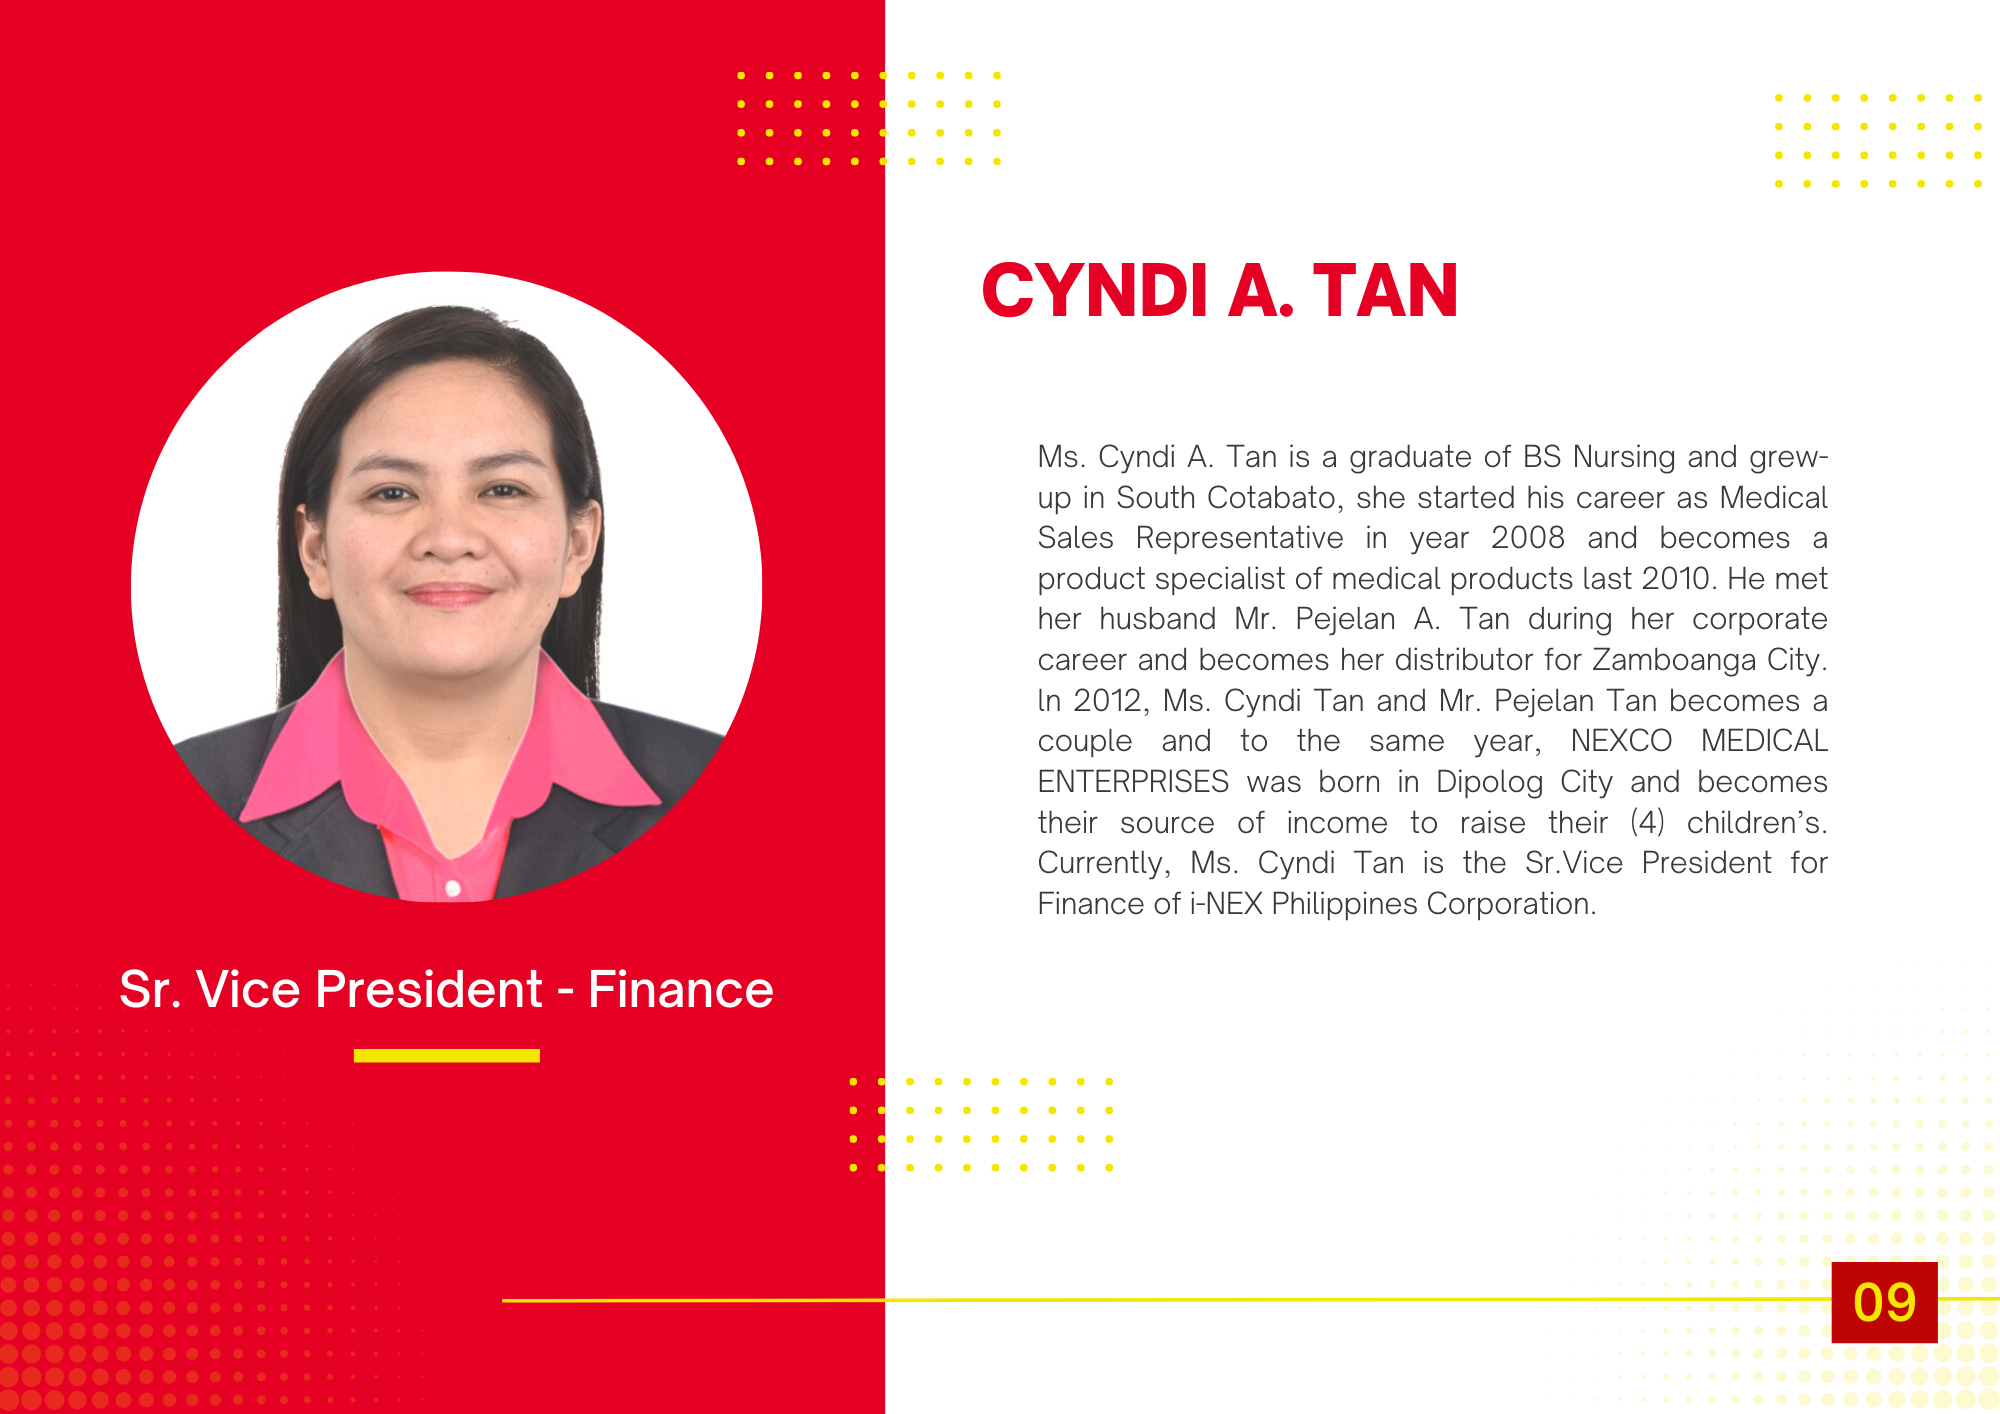 CYNDI A. TAN
Ms. Cyndi A. Tan is a graduate of BS Nursing and grew-
up in South Cotabato, she started his career as Medical
Sales Representative in year 2008 and becomes a
product specialist of medical products last 2010. He met
her husband Mr. Pejelan A. Tan during her corporate
career and becomes her distributor for Zamboanga City.
In 2012, Ms. Cyndi Tan and Mr. Pejelan Tan becomes a
couple and to the same year, NEXCO MEDICAL
ENTERPRISES was born in Dipolog City and becomes
their source of income to raise their (4) children’s.
Currently, Ms. Cyndi Tan is the Sr.Vice President for
Finance of i-NEX Philippines Corporation.
Sr. Vice President - Finance
09